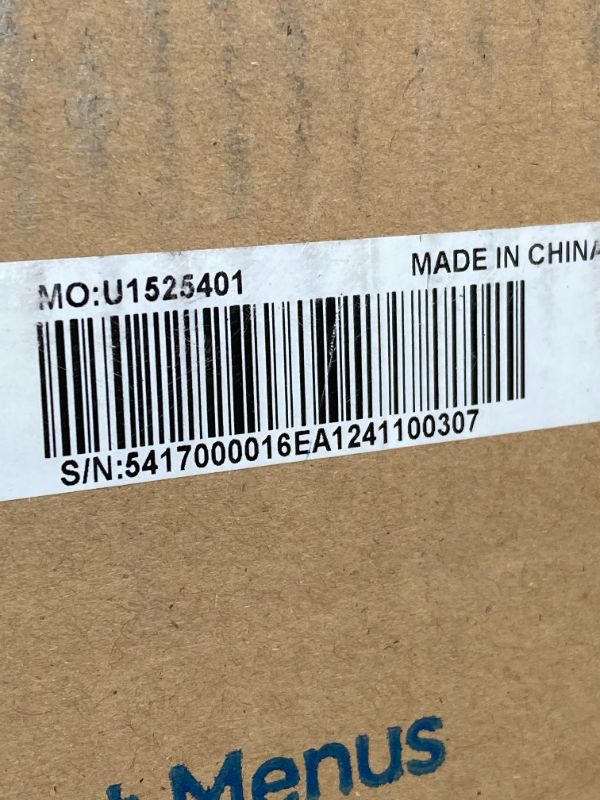 MADE IN CHINA
MO:U1525401
S/N:5417000016EA1241100307
Menus